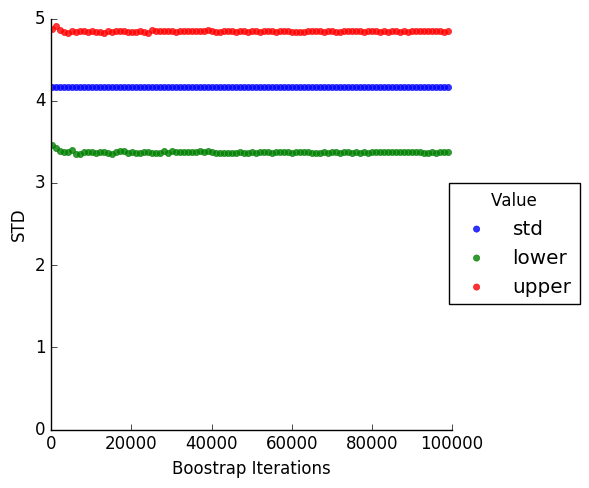 5
4
3
2
1
0
STD
0 20000 40000 60000 80000 100000
Boostrap Iterations
Value
std
lower
upper